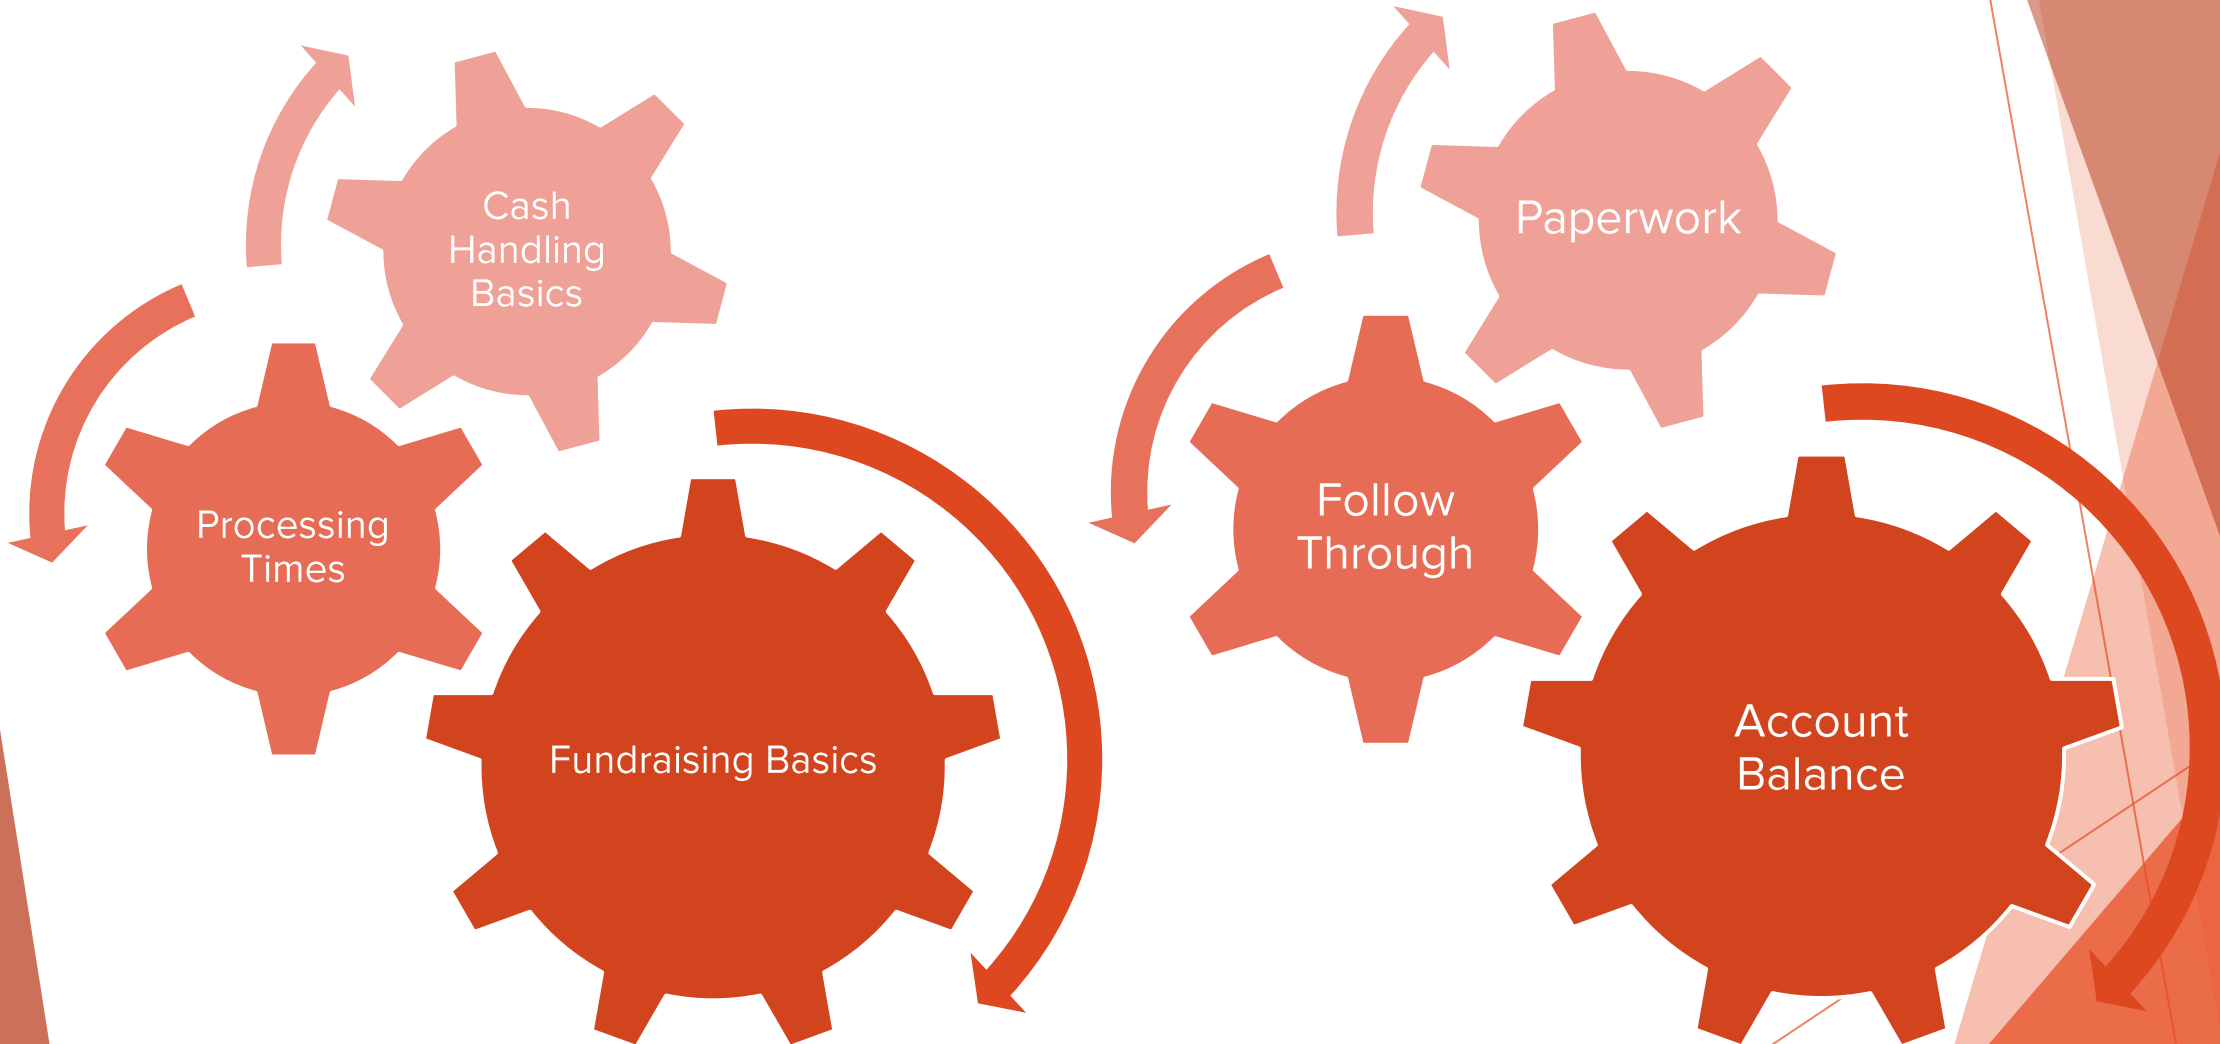 Cash
Handling
Basics
Processing
Times
Fundraising Basics
Paperwork
Follow
Through
Account
Balance